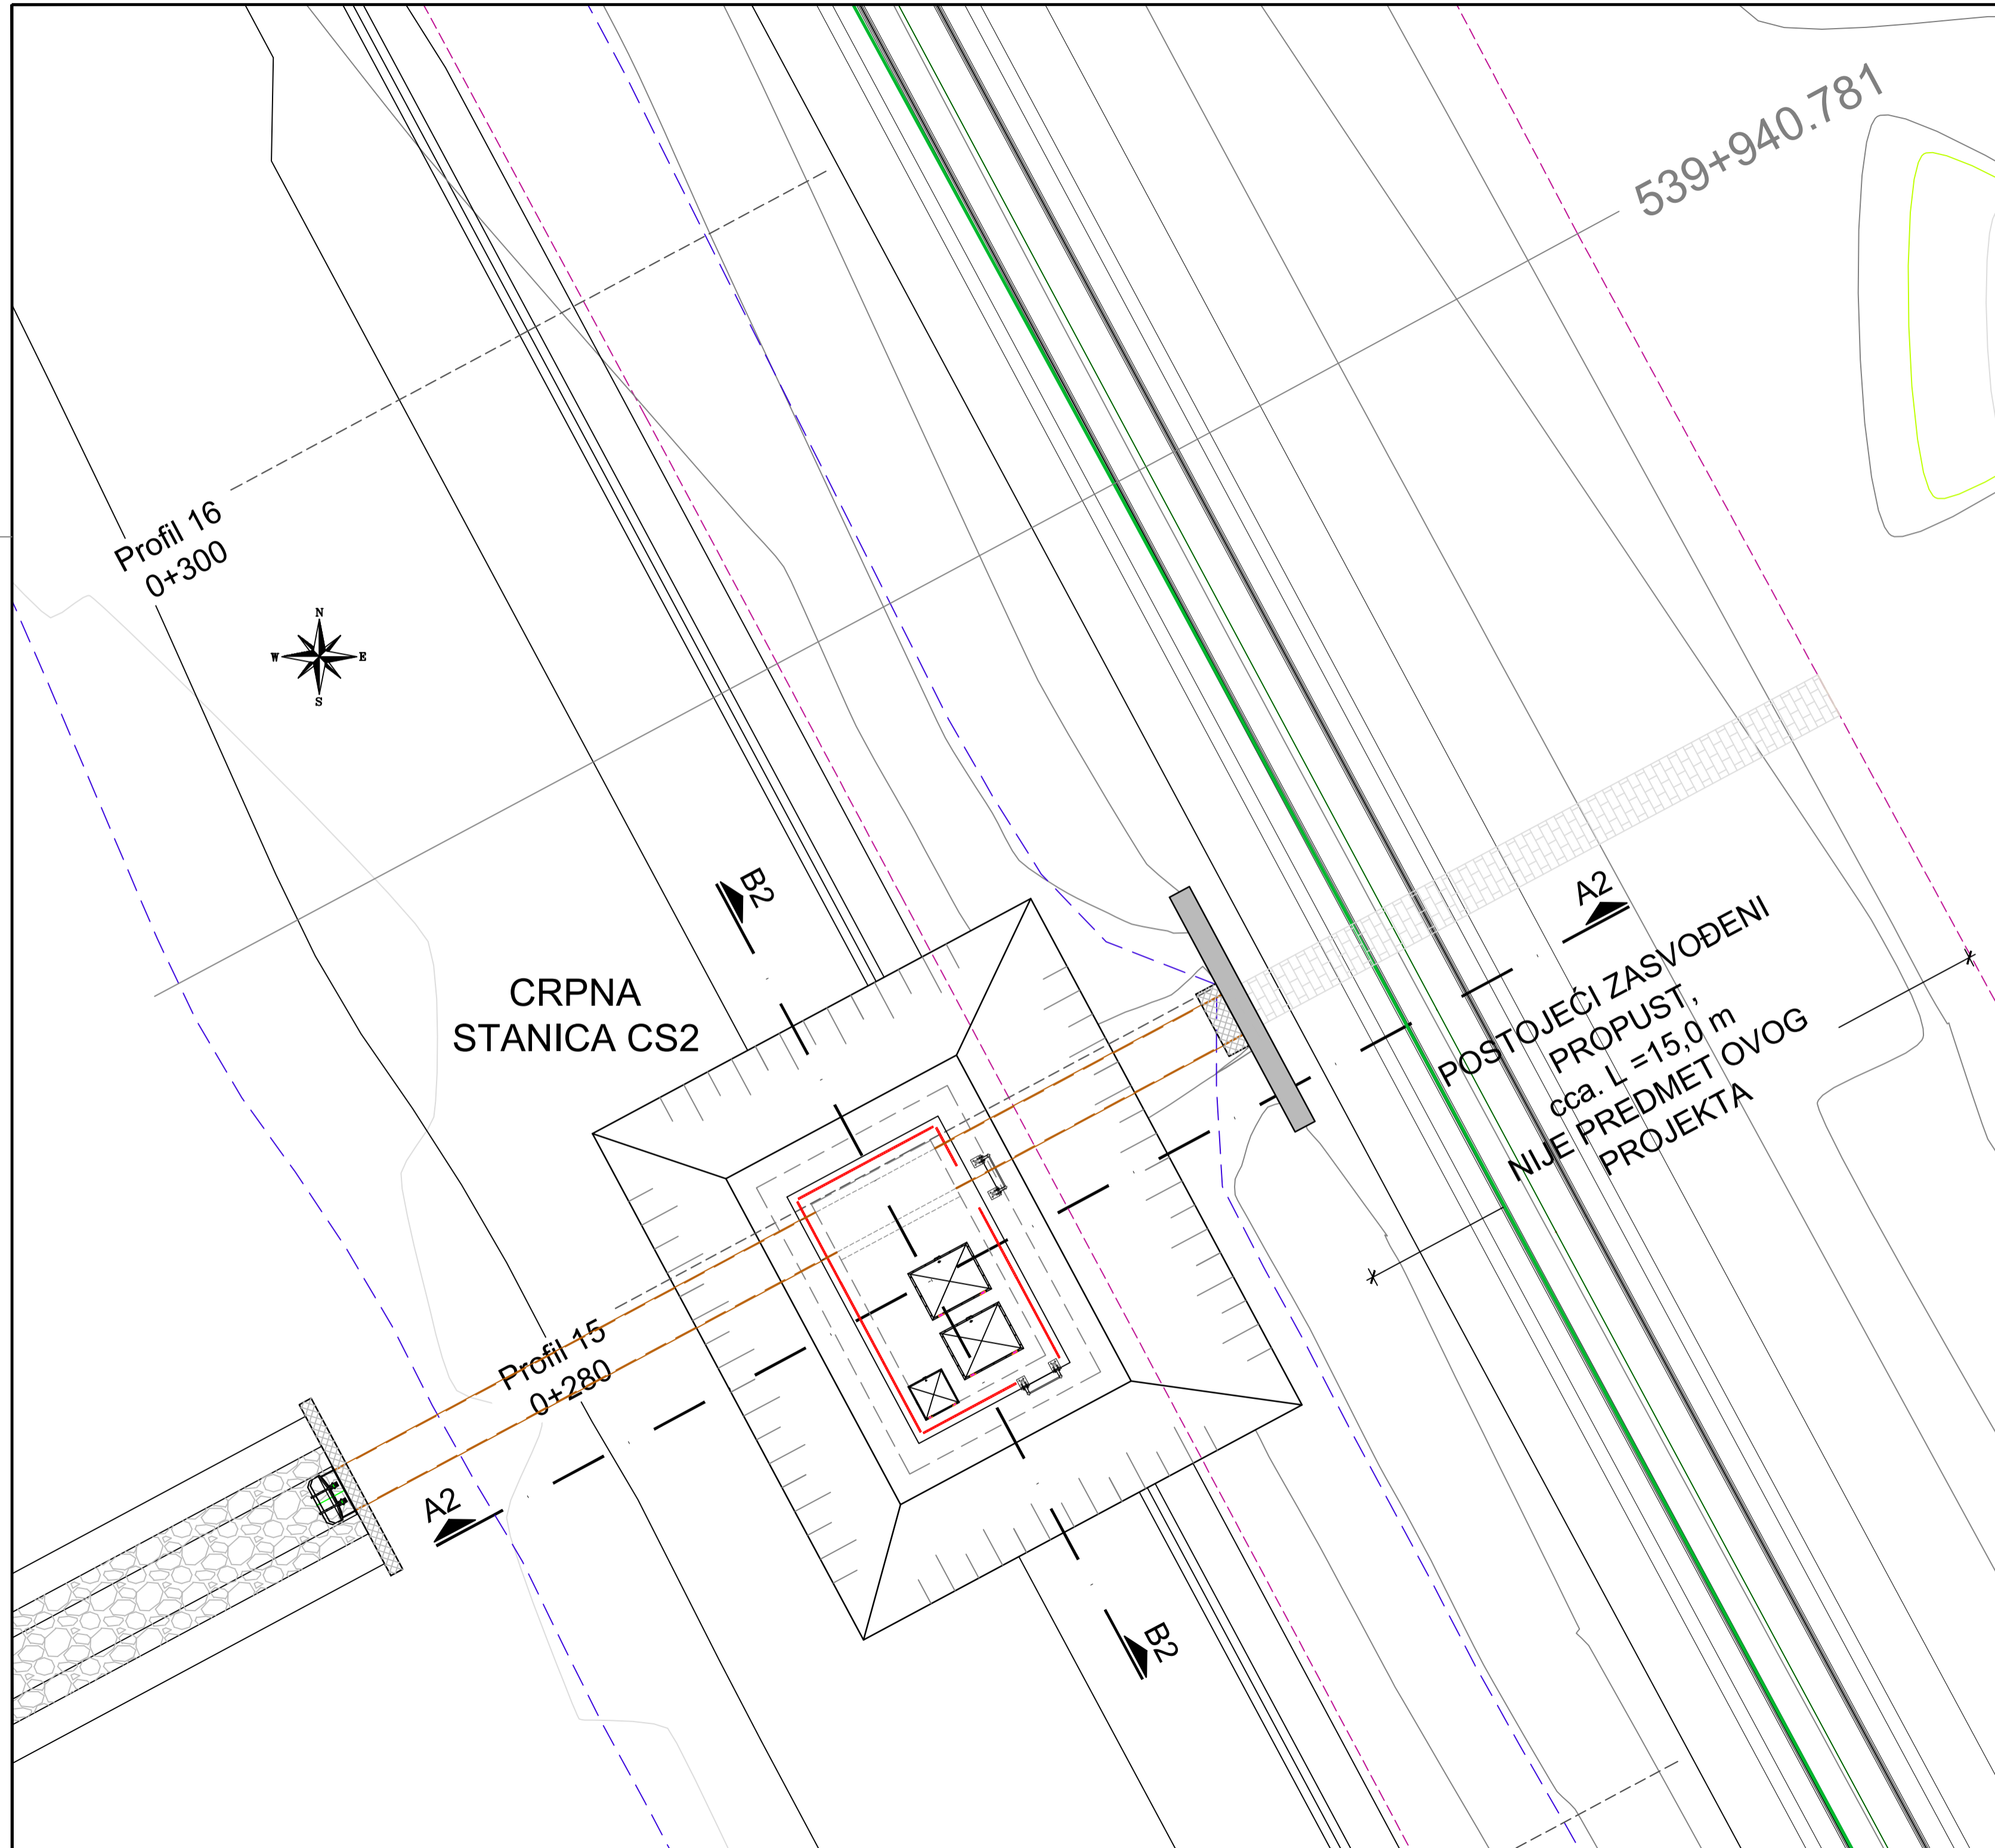 539+940.781
Profil 16
0+300
N
W E
S
B2
A2
CRPNA
STANICA CS2
POSTOJEĆI ZASVOĐENI
PROPUST,
cca. L =15,0 m
NIJE PREDMET OVOG
PROJEKTA
Profil 15
0+280
A2
B2